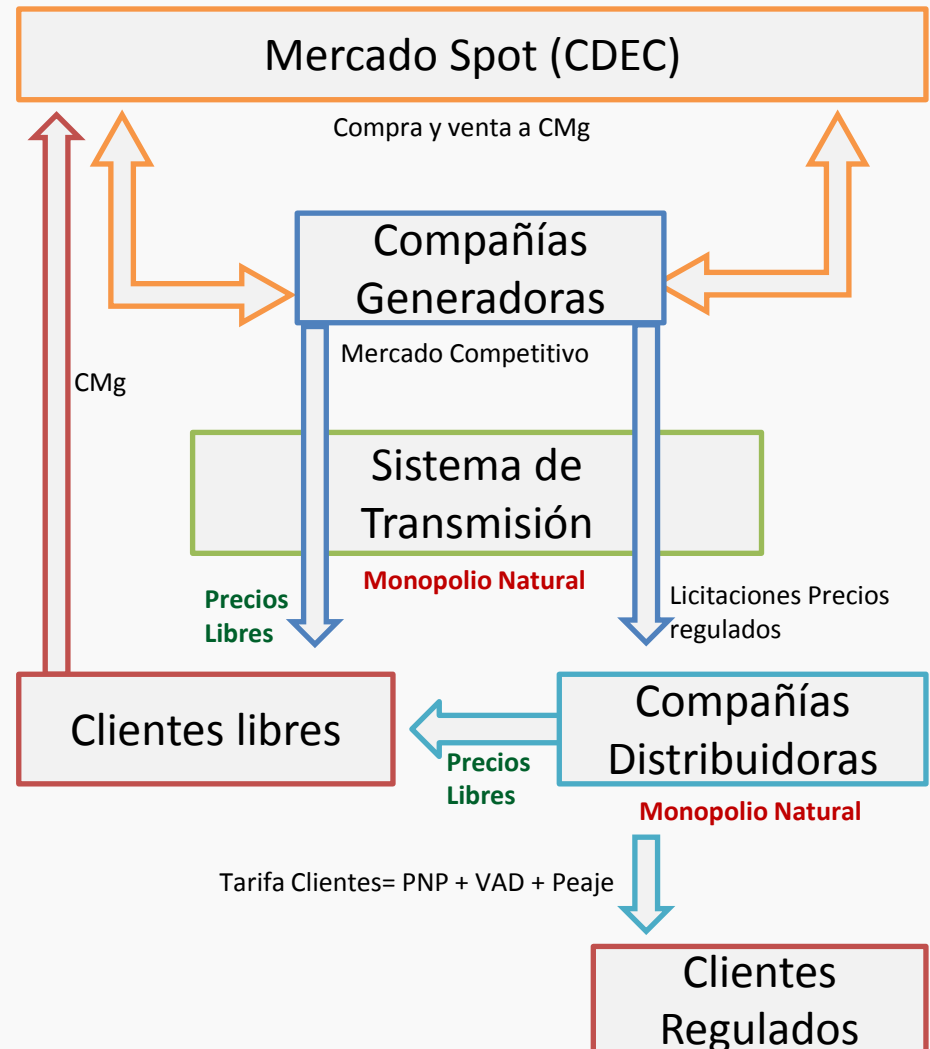 Mercado Spot (CDEC)
Compra y venta a CMg
Compañías
Generadoras
Mercado Competitivo
CMg
Sistema de
Transmisión
Monopolio Natural
Precios
Libres
Licitaciones Precios
regulados
Clientes libres
Compañías
Distribuidoras
Precios
Libres
Monopolio Natural
Tarifa Clientes= PNP + VAD + Peaje
Clientes
Regulados